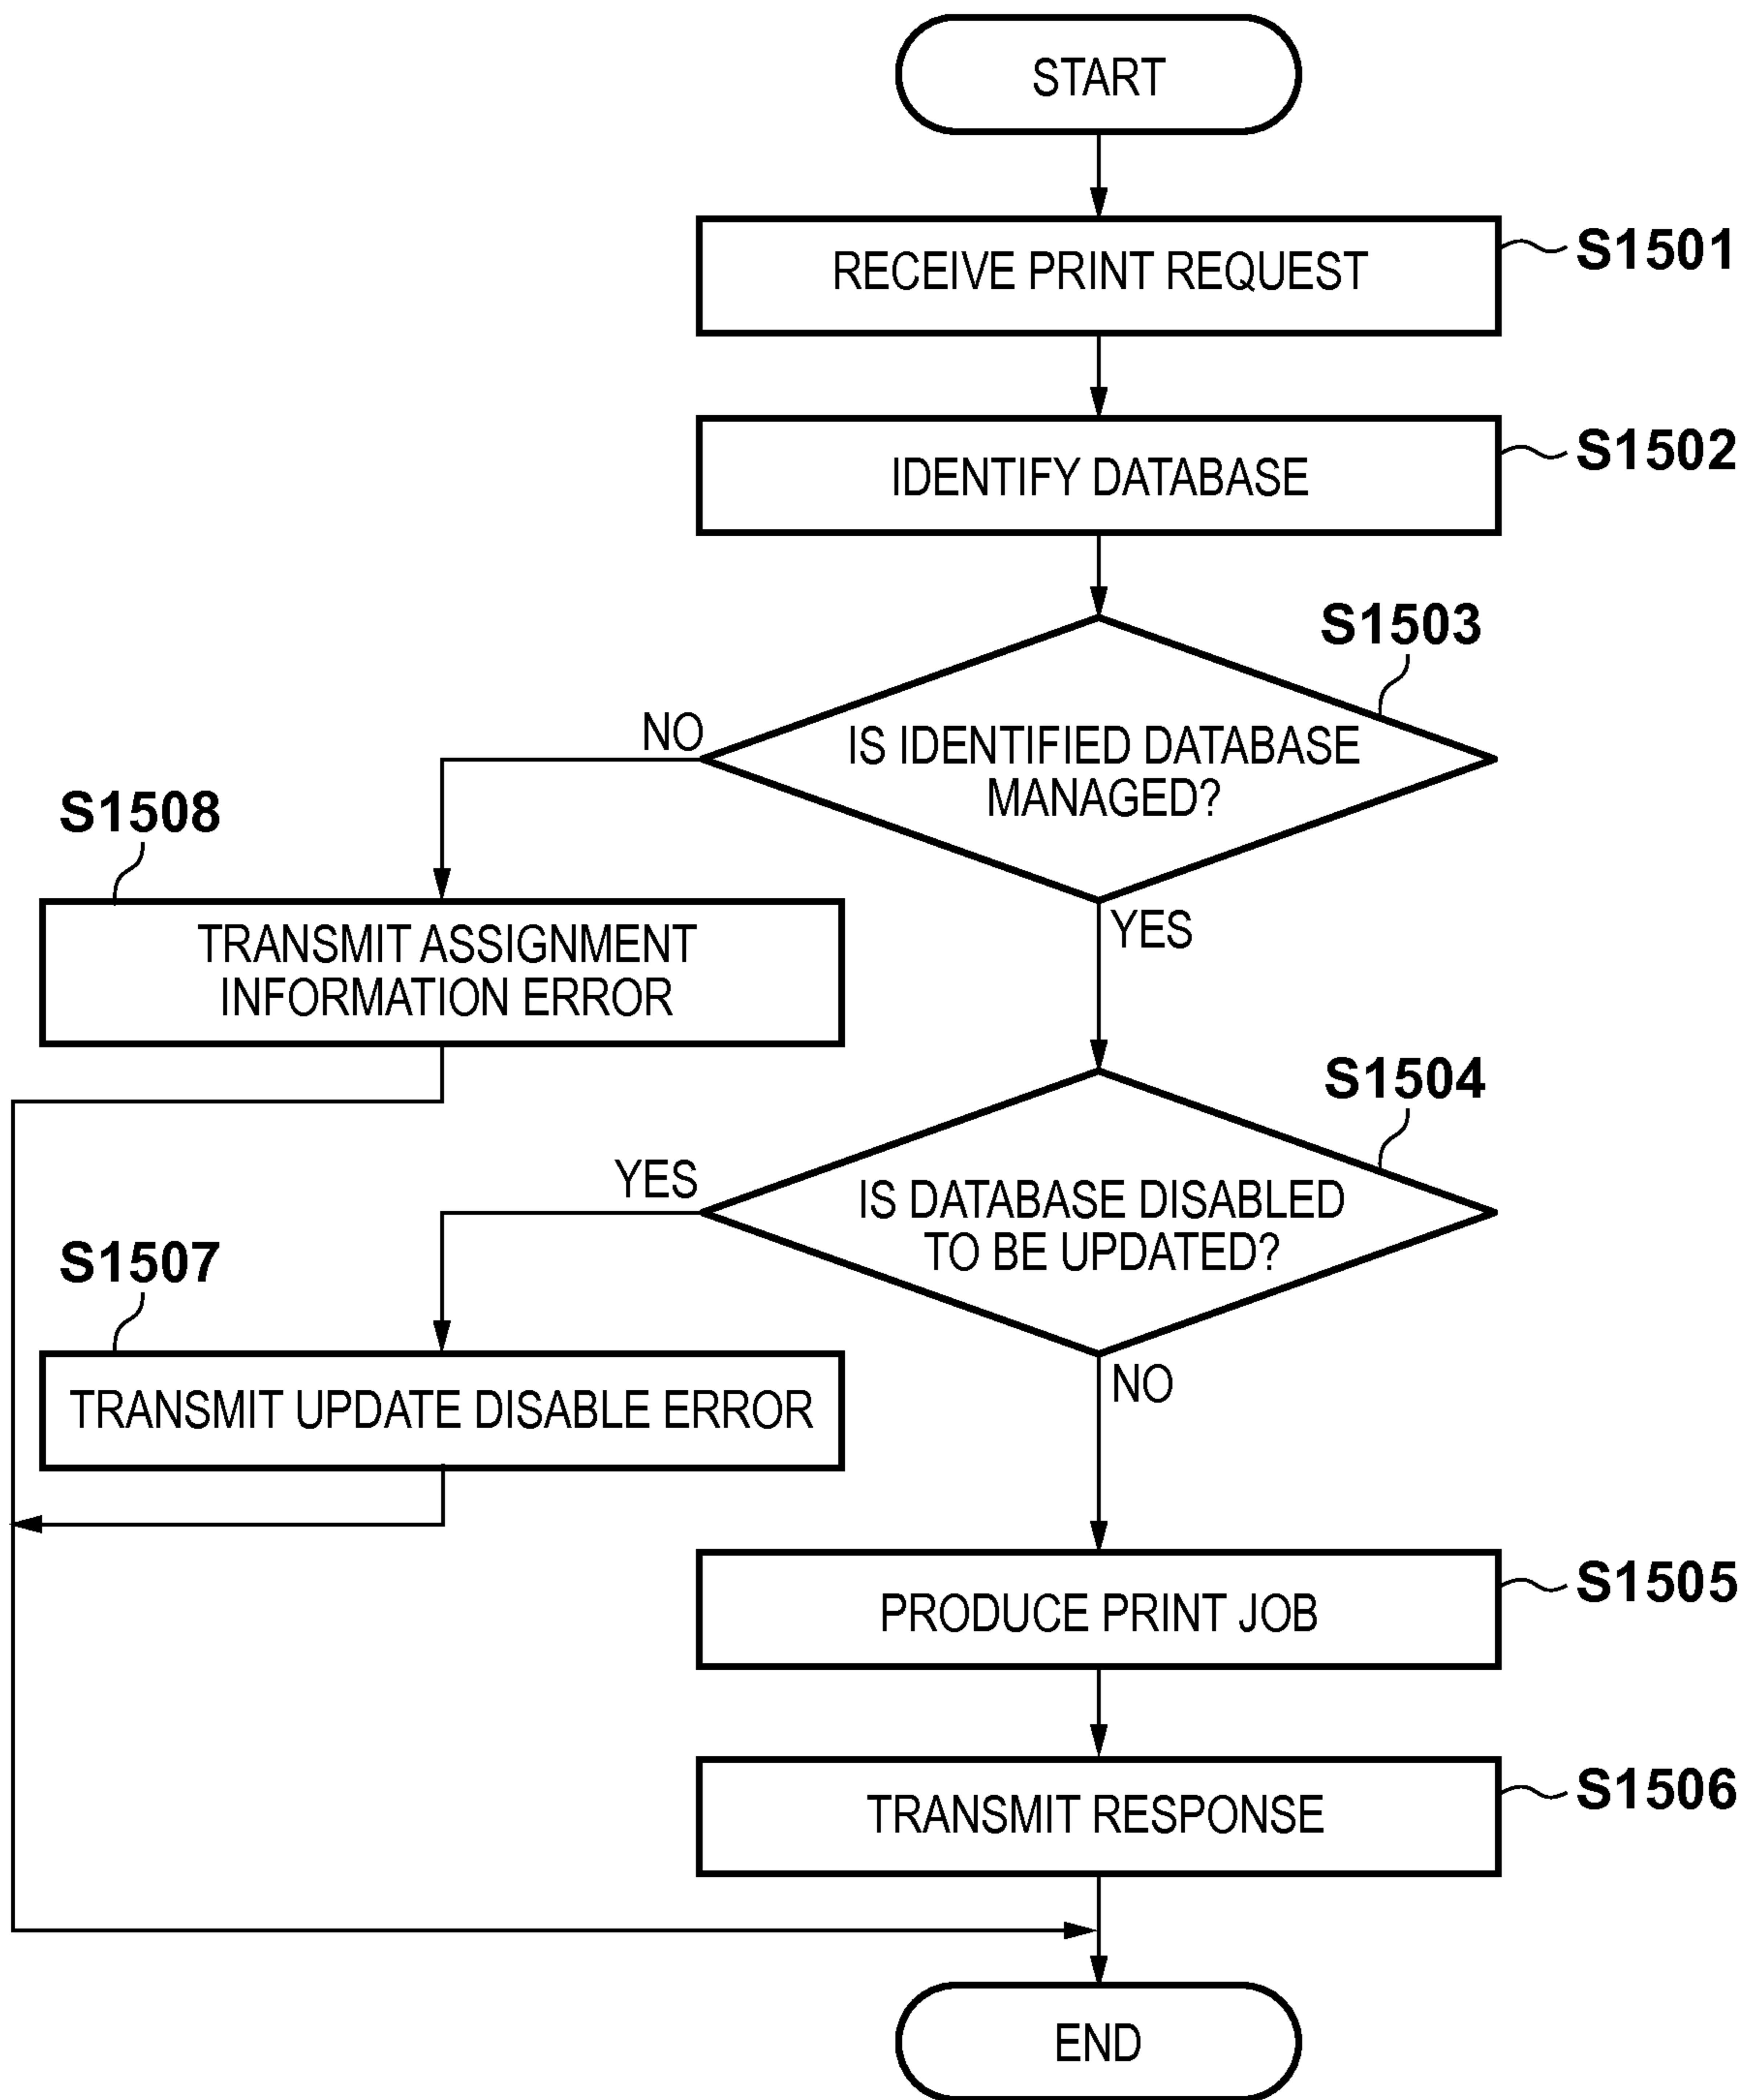 START
RECEIVE PRINT REQUEST
S1501
IDENTIFY DATABASE
S1502
S1503
IS IDENTIFIED DATABASE
MANAGED?
NO
YES
S1508
TRANSMIT ASSIGNMENT
INFORMATION ERROR
S1504
IS DATABASE DISABLED
TO BE UPDATED?
YES
NO
S1507
TRANSMIT UPDATE DISABLE ERROR
PRODUCE PRINT JOB
S1505
TRANSMIT RESPONSE
S1506
END